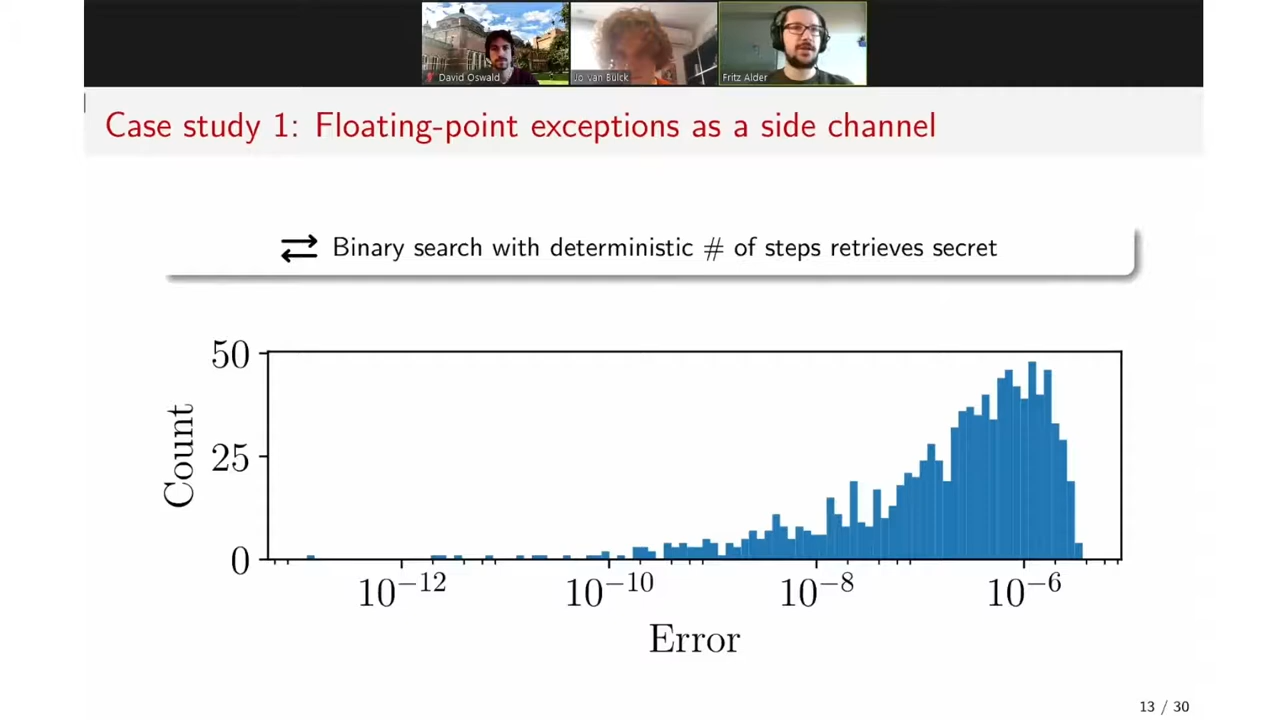 David Oswald
Jo Van Bulck
Fritz Alder
Case study 1: Floating-point exceptions as a side channel
Binary search with deterministic # of steps retrieves secret
50
25
0
Count
10⁻¹² 10⁻¹⁰ 10⁻⁸ 10⁻⁶
Error
13 / 30